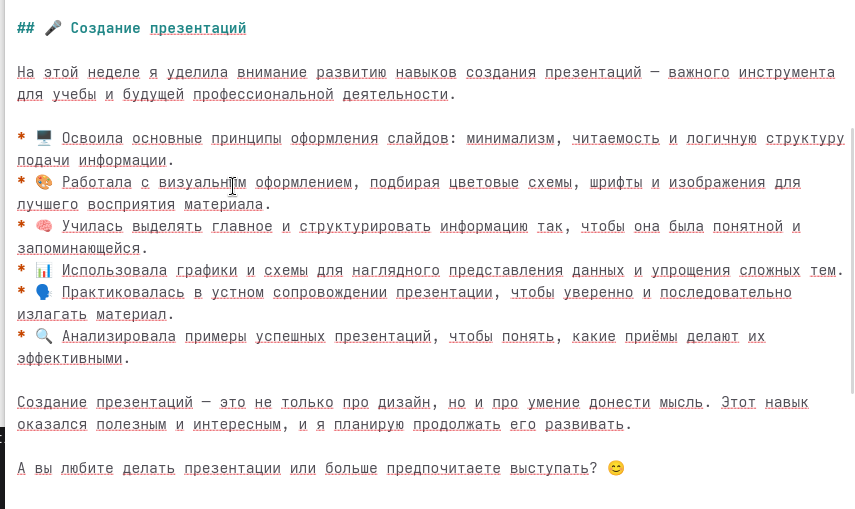 ## 🎤 Создание презентаций
На этой неделе я уделила внимание развитию навыков создания презентаций — важного инструмента
для учебы и будущей профессиональной деятельности.
* 🖥️ Освоила основные принципы оформления слайдов: минимализм, читаемость и логичную структуру
подачи информации.
* 🎨 Работала с визуальным оформлением, подбирая цветовые схемы, шрифты и изображения для
лучшего восприятия материала.
* 🧠 Училась выделять главное и структурировать информацию так, чтобы она была понятной и
запоминающейся.
* 📊 Использовала графики и схемы для наглядного представления данных и упрощения сложных тем.
* 🗣️ Практиковалась в устном сопровождении презентации, чтобы уверенно и последовательно
излагать материал.
* 🔍 Анализировала примеры успешных презентаций, чтобы понять, какие приёмы делают их
эффективными.
Создание презентаций — это не только про дизайн, но и про умение донести мысль. Этот навык
оказался полезным и интересным, и я планирую продолжать его развивать.
А вы любите делать презентации или больше предпочитаете выступать? 😊